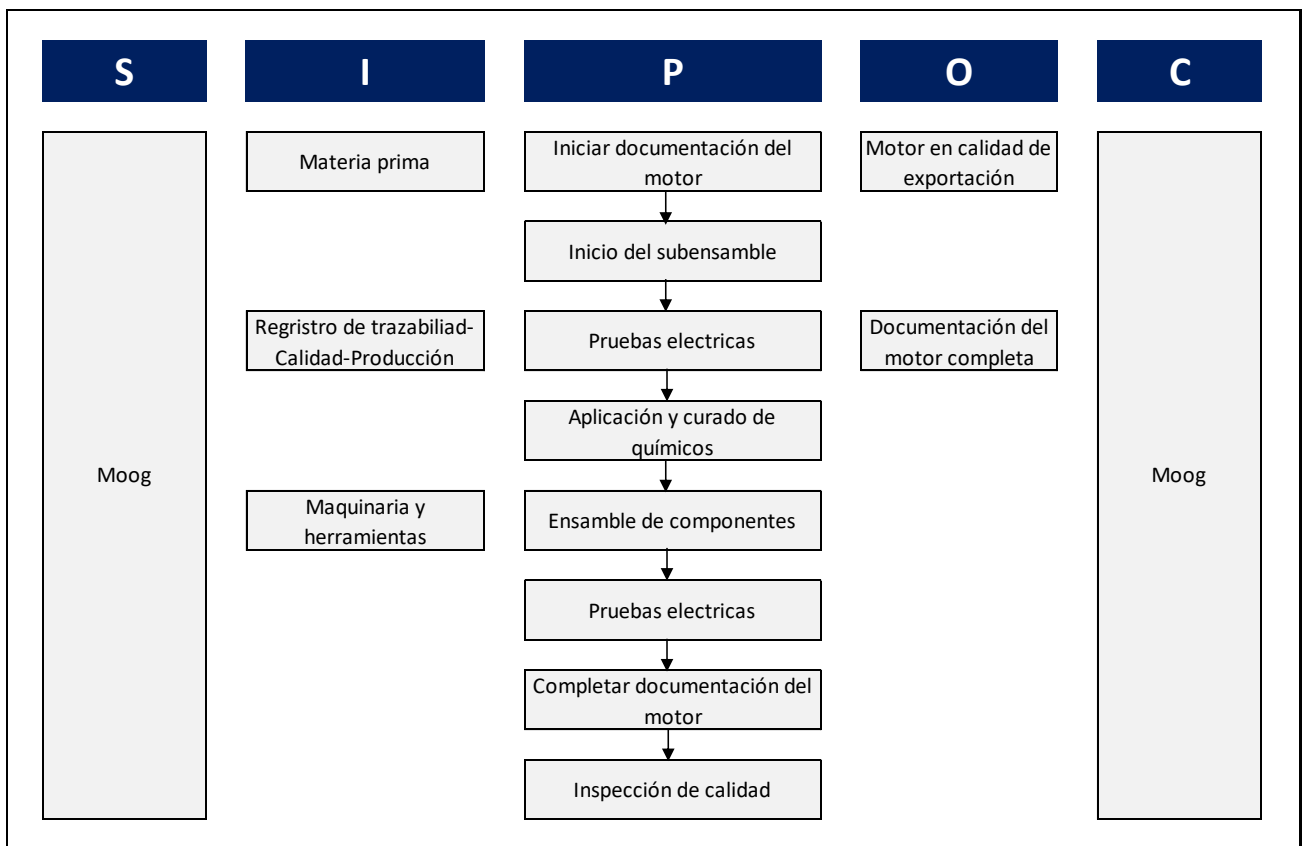 S
I
P
O
C
Moog
Materia prima
Regristro de trazabiliad-
Calidad-Producción
Maquinaria y
herramientas
Iniciar documentación del
motor
Inicio del subensamble
Pruebas electricas
Aplicación y curado de
químicos
Ensamble de componentes
Pruebas electricas
Completar documentación del
motor
Inspección de calidad
Motor en calidad de
exportación
Documentación del
motor completa
Moog